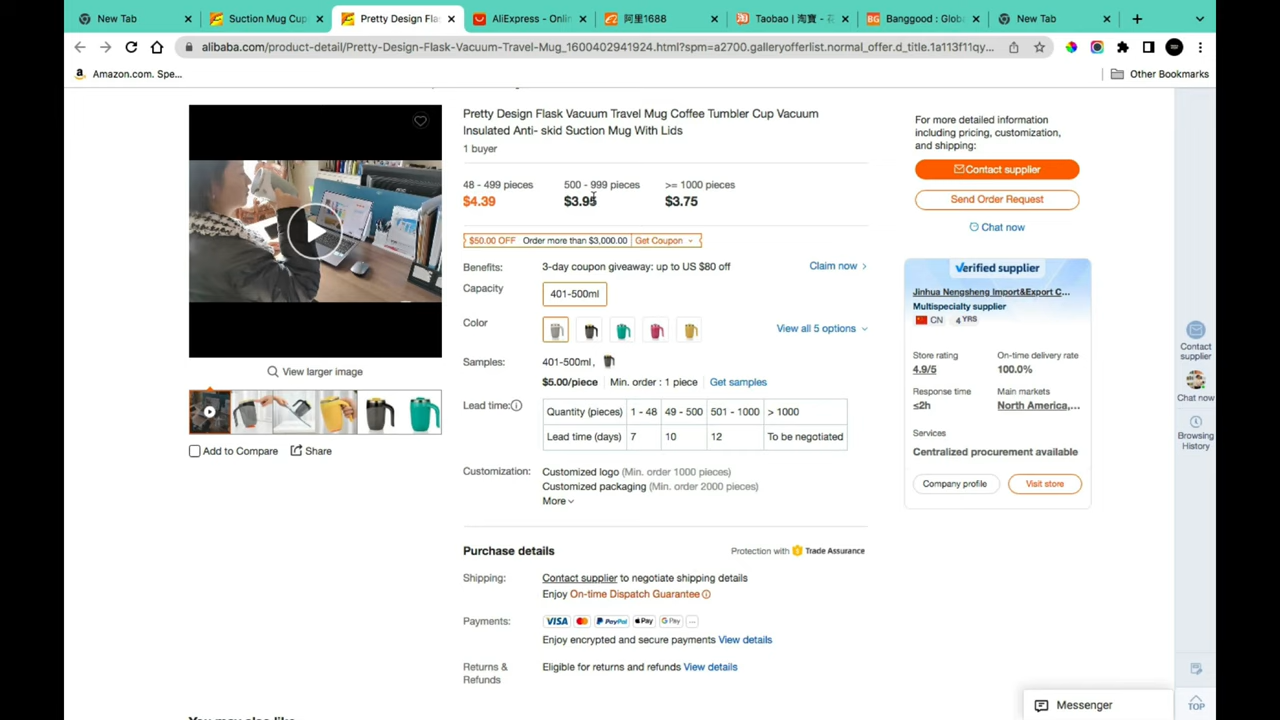 New Tab
Suction Mug Cup
Pretty Design Fla
AliExpress - Onlin
阿里1688
Taobao | 淘寶 - 花
Banggood : Globa
New Tab
alibaba.com/product-detail/Pretty-Design-Flask-Vacuum-Travel-Mug_1600402941924.html?spm=a2700.galleryofferlist.normal_offer.d_title.1a113f11qy...
Amazon.com. Spe...
Other Bookmarks
Pretty Design Flask Vacuum Travel Mug Coffee Tumbler Cup Vacuum
Insulated Anti- skid Suction Mug With Lids
1 buyer
48 - 499 pieces
$4.39
500 - 999 pieces
$3.95
>= 1000 pieces
$3.75
$50.00 OFF Order more than $3,000.00 Get Coupon
Benefits: 3-day coupon giveaway: up to US $80 off Claim now >
Capacity 401-500ml
Color View all 5 options
Samples: 401-500ml ,
$5.00/piece Min. order : 1 piece Get samples
Lead time: Quantity (pieces) 1 - 48 49 - 500 501 - 1000 > 1000
Lead time (days) 7 10 12 To be negotiated
Customization: Customized logo (Min. order 1000 pieces)
Customized packaging (Min. order 2000 pieces)
More
View larger image
Add to Compare Share
Purchase details
Protection with Trade Assurance
Shipping: Contact supplier to negotiate shipping details
Enjoy On-time Dispatch Guarantee
Payments: VISA PayPal Pay G Pay ...
Enjoy encrypted and secure payments View details
Returns & Refunds Eligible for returns and refunds View details
For more detailed information
including pricing, customization,
and shipping:
Contact supplier
Send Order Request
Chat now
Verified supplier
Jinhua Nengsheng Import&Export C...
Multispecialty supplier
CN 4 YRS
Store rating
4.9/5
On-time delivery rate
100.0%
Response time
≤2h
Main markets
North America,...
Services
Centralized procurement available
Company profile
Visit store
Contact supplier
Chat now
Browsing History
TOP
Messenger
You may also like